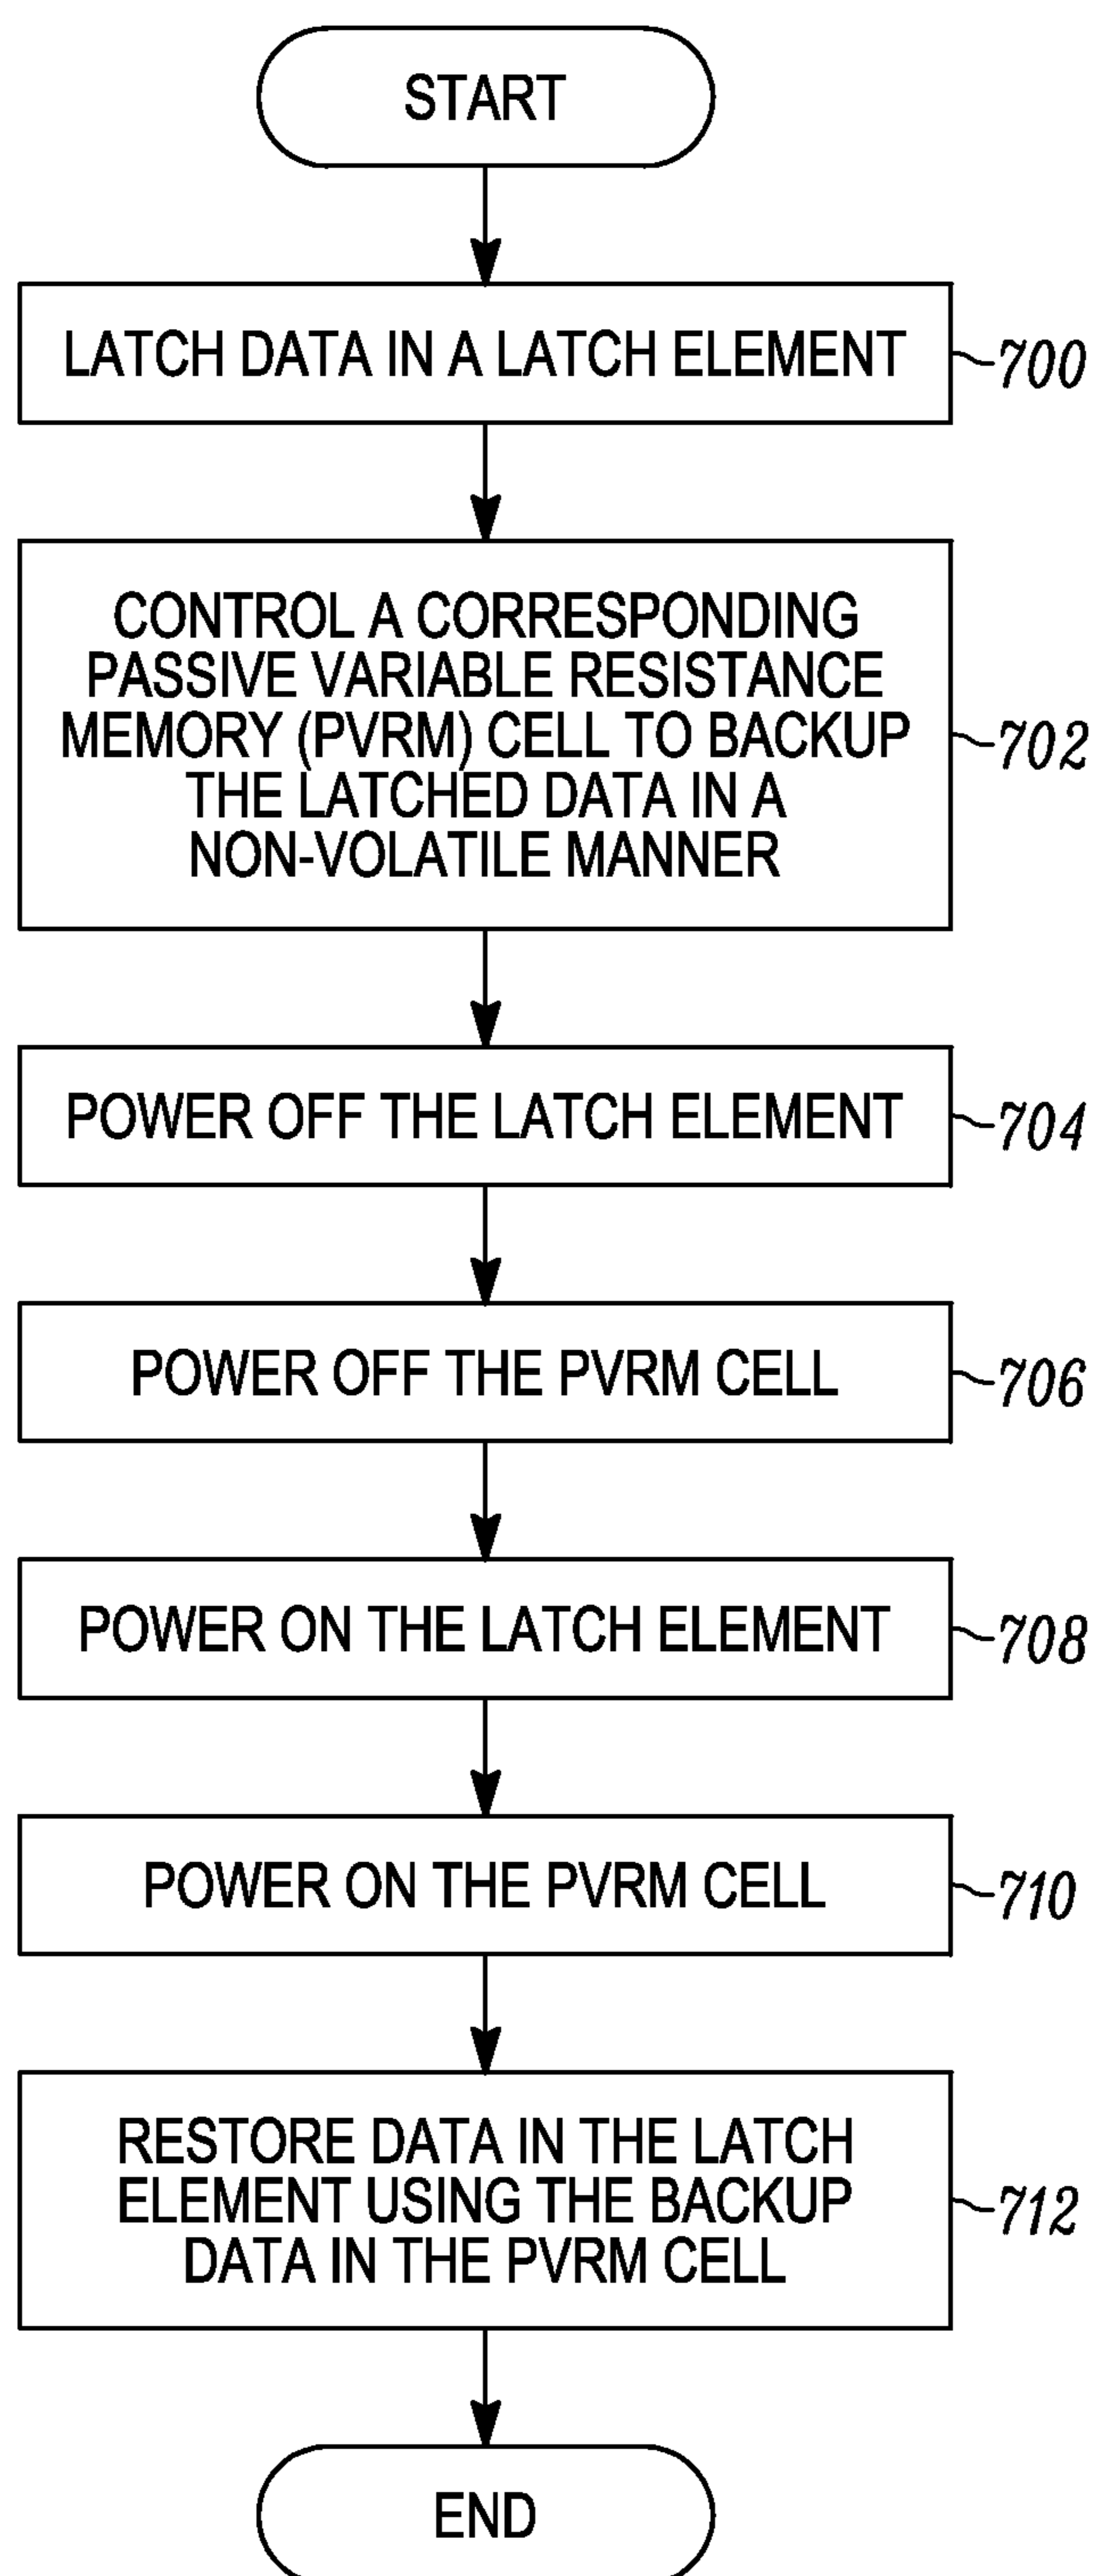 START
LATCH DATA IN A LATCH ELEMENT
700
CONTROL A CORRESPONDING
PASSIVE VARIABLE RESISTANCE
MEMORY (PVRM) CELL TO BACKUP
THE LATCHED DATA IN A
NON-VOLATILE MANNER
702
POWER OFF THE LATCH ELEMENT
704
POWER OFF THE PVRM CELL
706
POWER ON THE LATCH ELEMENT
708
POWER ON THE PVRM CELL
710
RESTORE DATA IN THE LATCH
ELEMENT USING THE BACKUP
DATA IN THE PVRM CELL
712
END